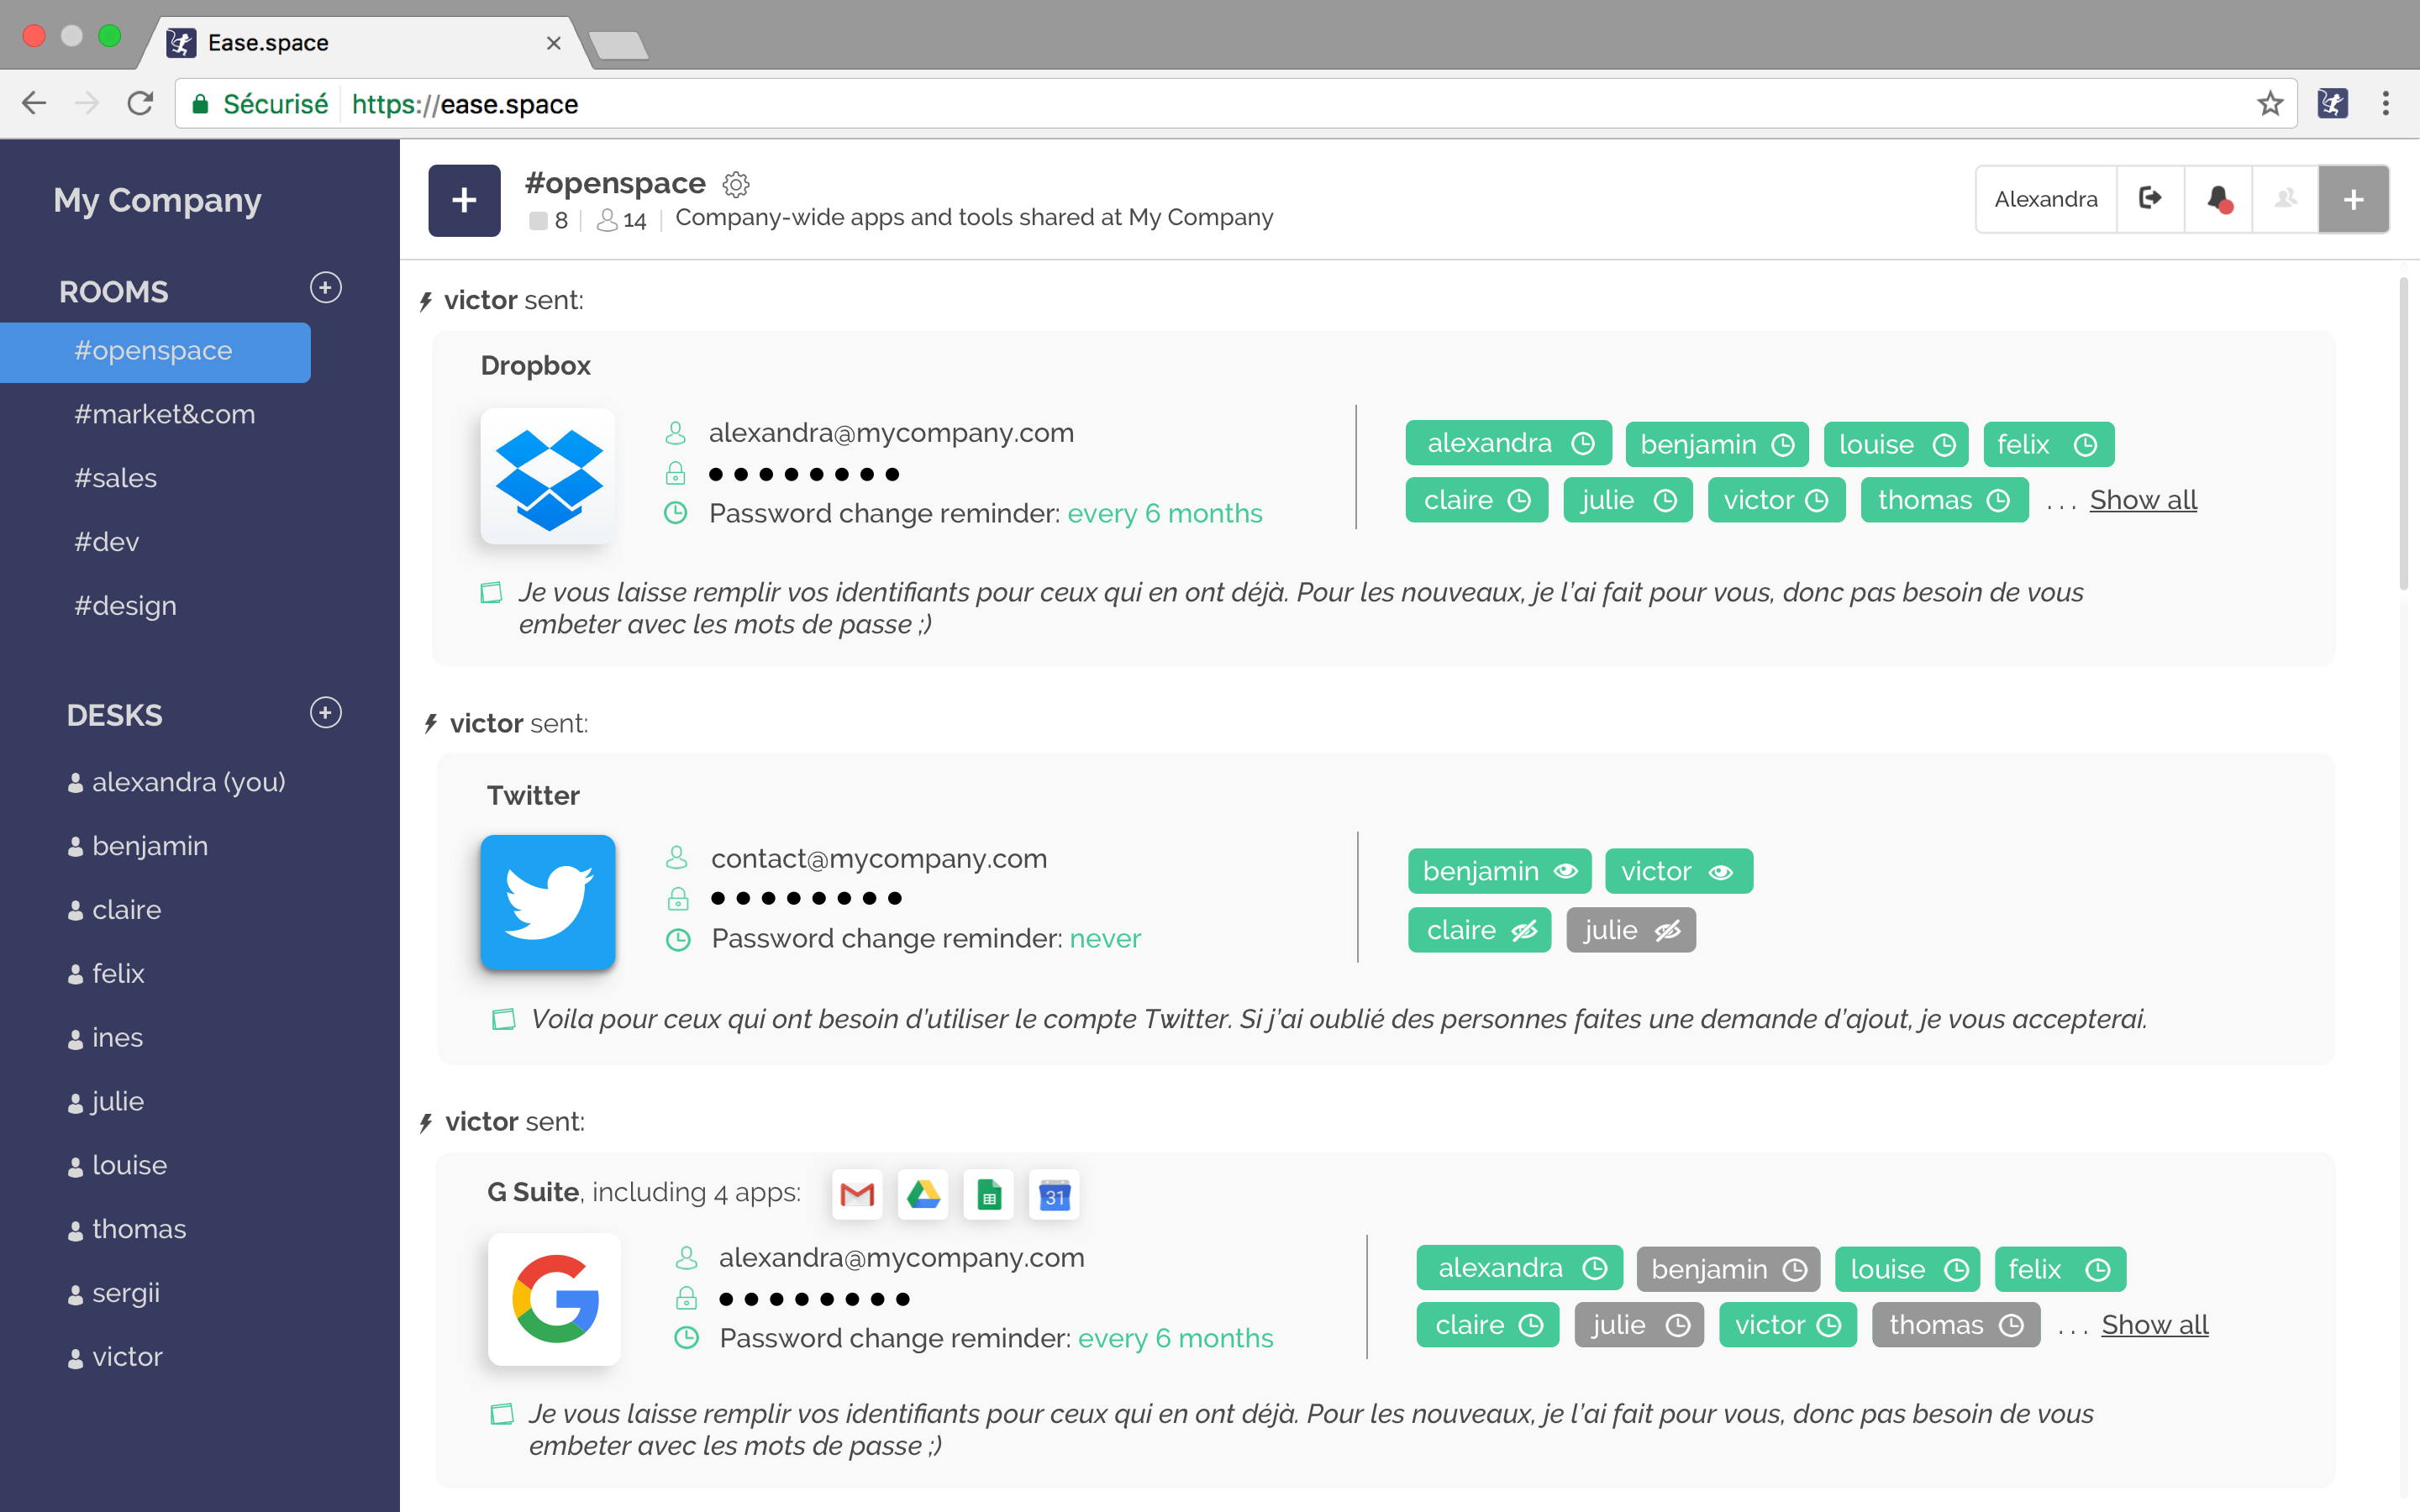 Ease.space
Sécurisé https://ease.space
My Company
ROOMS
#openspace
#market&com
#sales
#dev
#design
DESKS
alexandra (you)
benjamin
claire
felix
ines
julie
louise
thomas
sergii
victor
#openspace
8 14 Company-wide apps and tools shared at My Company
Alexandra
victor sent:
Dropbox
alexandra@mycompany.com
Password change reminder: every 6 months
alexandra benjamin louise felix
claire julie victor thomas ... Show all
Je vous laisse remplir vos identifiants pour ceux qui en ont déjà. Pour les nouveaux, je l'ai fait pour vous, donc pas besoin de vous
embeter avec les mots de passe ;)
victor sent:
Twitter
contact@mycompany.com
Password change reminder: never
benjamin victor
claire julie
Voila pour ceux qui ont besoin d'utiliser le compte Twitter. Si j'ai oublié des personnes faites une demande d'ajout, je vous accepterai.
victor sent:
G Suite, including 4 apps:
31
alexandra@mycompany.com
Password change reminder: every 6 months
alexandra benjamin louise felix
claire julie victor thomas ... Show all
Je vous laisse remplir vos identifiants pour ceux qui en ont déjà. Pour les nouveaux, je l'ai fait pour vous, donc pas besoin de vous
embeter avec les mots de passe ;)